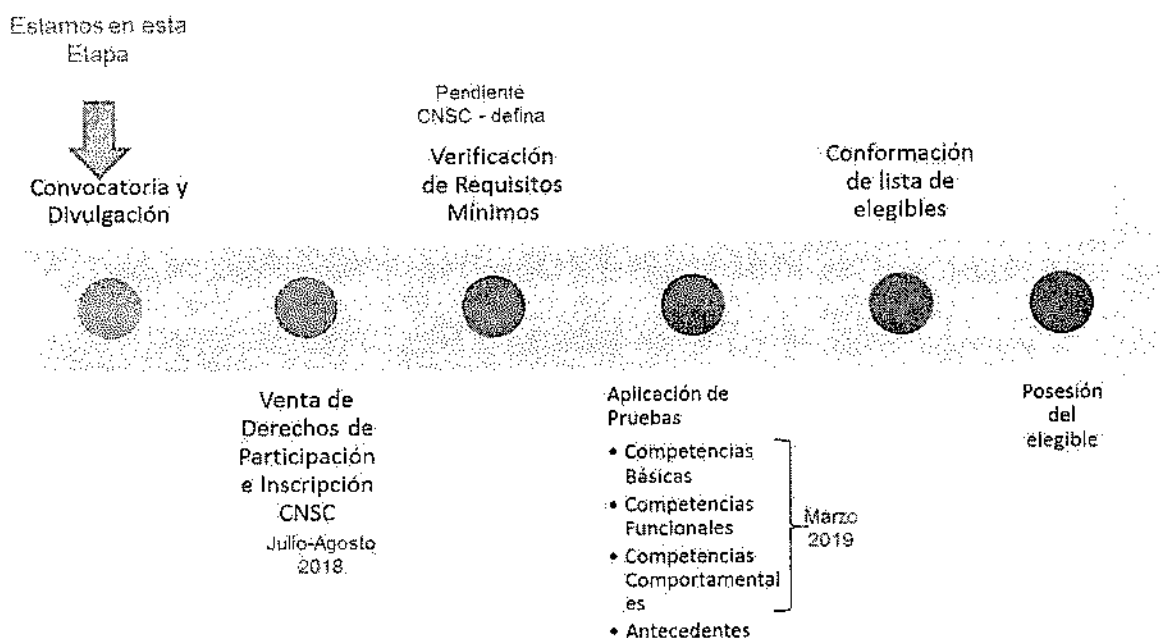 Estamos en esta
Etapa
Convocatoria y
Divulgación
Venta de
Derechos de
Participación
e Inscripción
CNSC
Julio-Agosto
2018
Pendiente
CNSC - defina
Verificación
de Requisitos
Mínimos
Aplicación de
Pruebas
• Competencias
Básicas
• Competencias
Funcionales
• Competencias
Comportamental
es
• Antecedentes
Marzo
2019
Conformación
de lista de
elegibles
Posesión
del
elegible